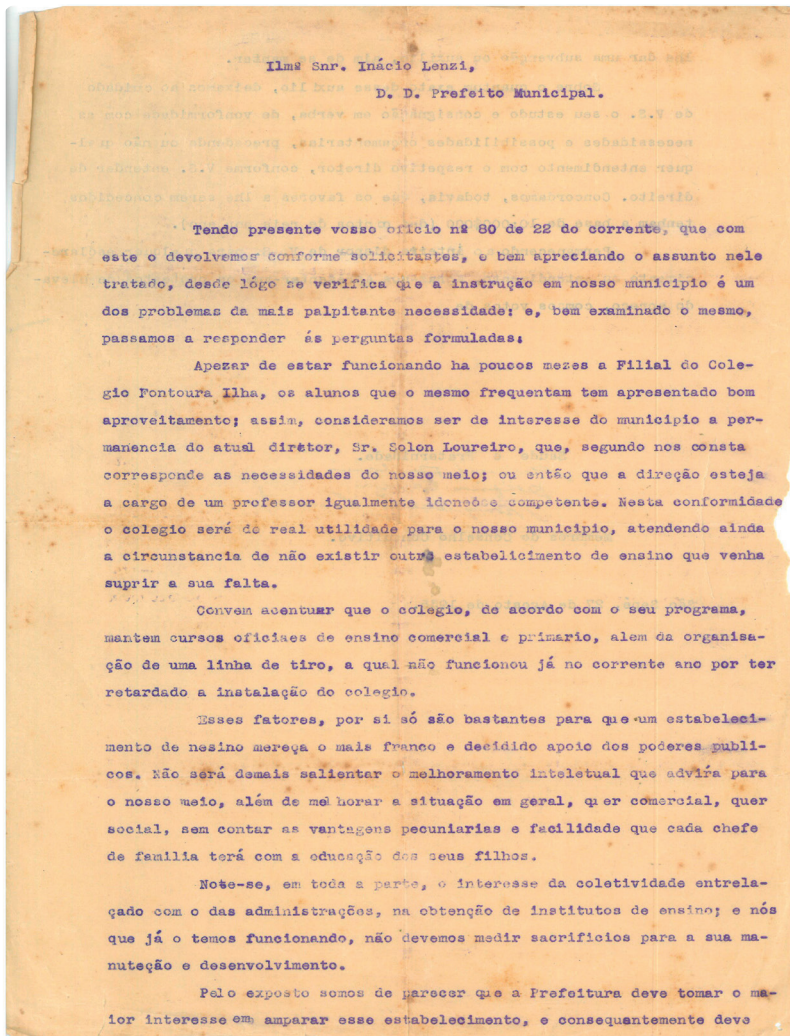 Ilmº Snr. Inácio Lenzi,
D. D. Prefeito Municipal.
Tendo presente vosso oficio nº 80 de 22 do corrente, que com
este o devolvemos conforme solicitastes, e bem apreciando o assunto nele
tratado, desde lógo se verifica que a instrução em nosso municipio é um
dos problemas da mais palpitante necessidade: e, bem examinado o mesmo,
passamos a responder ás perguntas formuladas:
Apezar de estar funcionando ha poucos mezes a Filial do Cole-
gio Fontoura Ilha, os alunos que o mesmo frequentam tem apresentado bom
aproveitamento; assim, consideramos ser de interesse do municipio a per-
manencia do atual diretor, Sr. Solon Loureiro, que, segundo nos consta
corresponde as necessidades do nosso meio; ou então que a direção esteja
a cargo de um professor igualmente idoneo e competente. Nesta conformidade
o colegio será de real utilidade para o nosso municipio, atendendo ainda
a circunstancia de não existir outro estabelicimento de ensino que venha
suprir a sua falta.
Convem acentuar que o colegio, de acordo com o seu programa,
mantem cursos oficiaes de ensino comercial e primario, alem da organisa-
ção de uma linha de tiro, a qual não funcionou já no corrente ano por ter
retardado a instalação do colegio.
Esses fatores, por si só são bastantes para que um estabeleci-
mento de nesino mereça o mais franco e decidido apoio dos poderes publi-
cos. Não será demais salientar o melhoramento inteletual que advira para
o nosso meio, além de melhorar a situação em geral, quer comercial, quer
social, sem contar as vantagens pecuniarias e facilidade que cada chefe
de familia terá com a educação dos seus filhos.
Note-se, em toda a parte, o interesse da coletividade entrela-
çado com o das administrações, na obtenção de institutos de ensino; e nós
que já o temos funcionando, não devemos medir sacrificios para a sua ma-
nuteção e desenvolvimento.
Pelo exposto somos de parecer que a Prefeitura deve tomar o ma-
ior interesse em amparar esse estabelecimento, e consequantemente deve